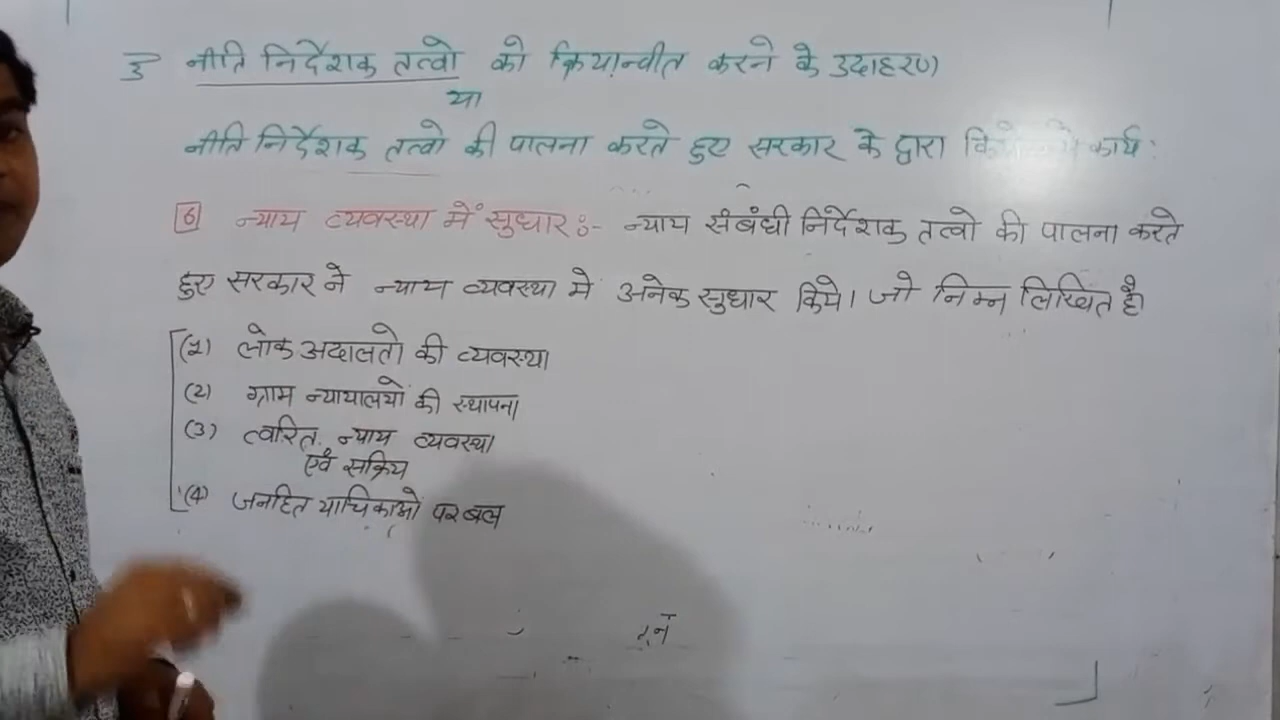 3 नीति निर्देशक तत्वो को क्रियान्वीत करने के उदाहरण
या
नीति निर्देशक तत्वो की पालना करते हुए सरकार के द्वारा कार्य:
6 न्याय व्यवस्था में सुधार :- न्याय संबंधी निर्देशक तत्वो की पालना करते
हुए सरकार ने न्याय व्यवस्था मे अनेक सुधार किये। जो निम्न लिखित है।
(1) लोक अदालतो की व्यवस्था
(2) ग्राम न्यायालयों की स्थापना
(3) त्वरित न्याय व्यवस्था
एवं सक्रिय
(4) जनहित याचिकाओं पर बल